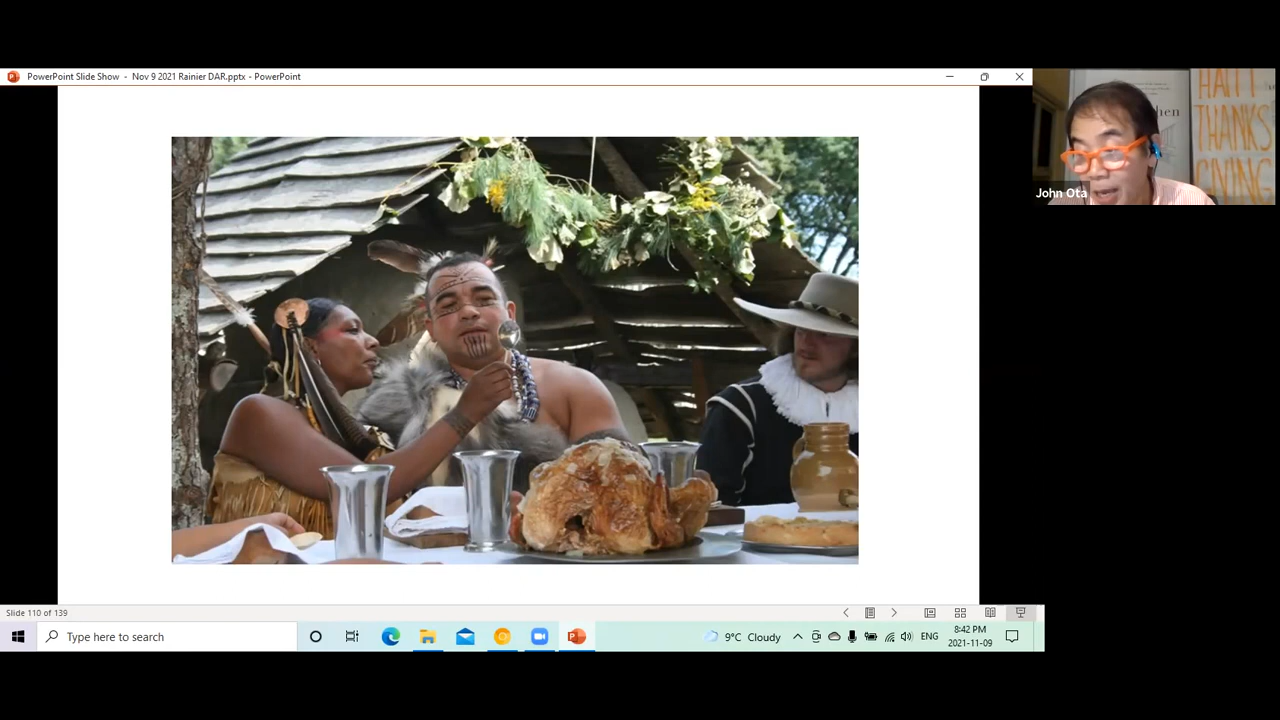 PowerPoint Slide Show - Nov 9 2021 Rainier DAR.pptx - PowerPoint
THANKS
GIVING
John Ota
Slide 110 of 139
Type here to search
9°C Cloudy
ENG
8:42 PM
2021-11-09